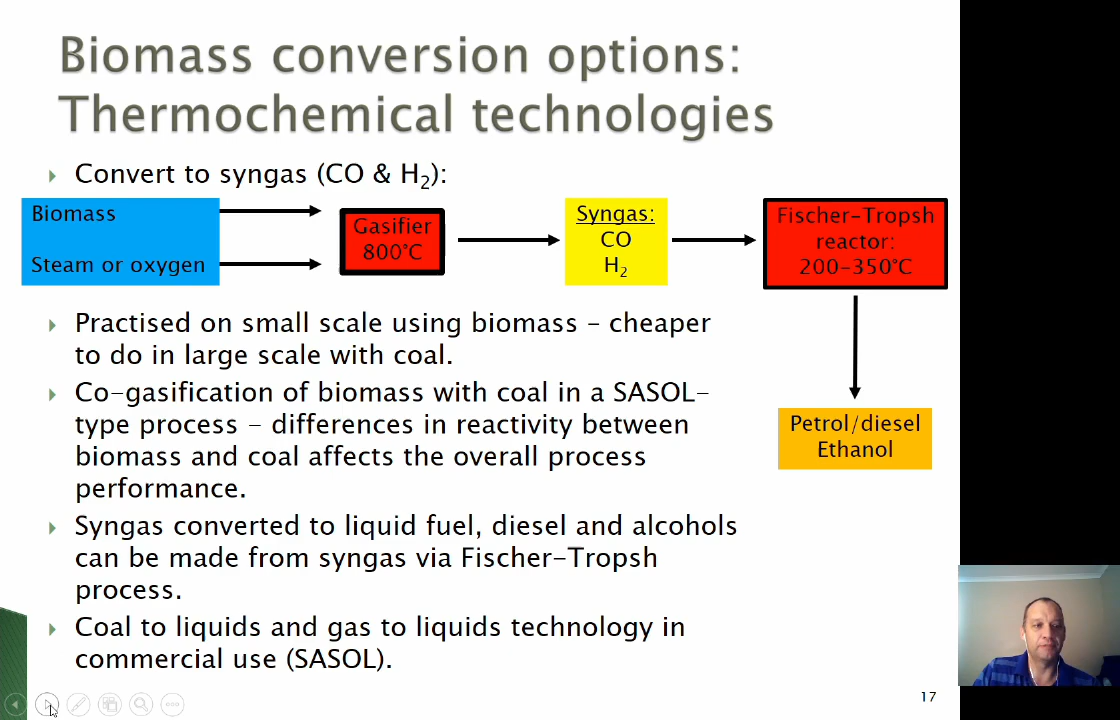 Biomass conversion options:
Thermochemical technologies
Convert to syngas (CO & H₂):
Biomass
Steam or oxygen
Gasifier
800°C
Syngas:
CO
H₂
Fischer-Tropsh
reactor:
200-350°C
Petrol/diesel
Ethanol
Practised on small scale using biomass – cheaper
to do in large scale with coal.
Co-gasification of biomass with coal in a SASOL-
type process – differences in reactivity between
biomass and coal affects the overall process
performance.
Syngas converted to liquid fuel, diesel and alcohols
can be made from syngas via Fischer-Tropsh
process.
Coal to liquids and gas to liquids technology in
commercial use (SASOL).
17